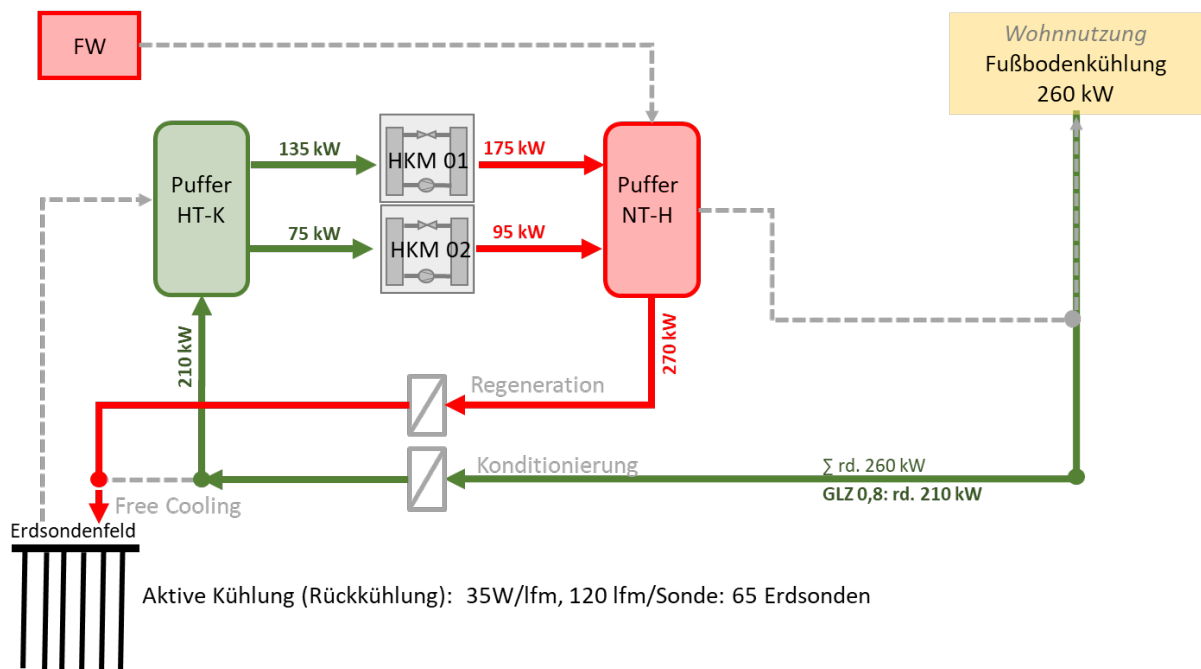 FW
Wohnnutzung
Fußbodenkühlung
260 kW
Puffer
HT-K
135 kW
HKM 01
175 kW
Puffer
NT-H
75 kW
HKM 02
95 kW
210 kW
270 kW
Regeneration
Konditionierung
∑ rd. 260 kW
GLZ 0,8: rd. 210 kW
Free Cooling
Erdsondenfeld
Aktive Kühlung (Rückkühlung): 35W/lfm, 120 lfm/Sonde: 65 Erdsonden